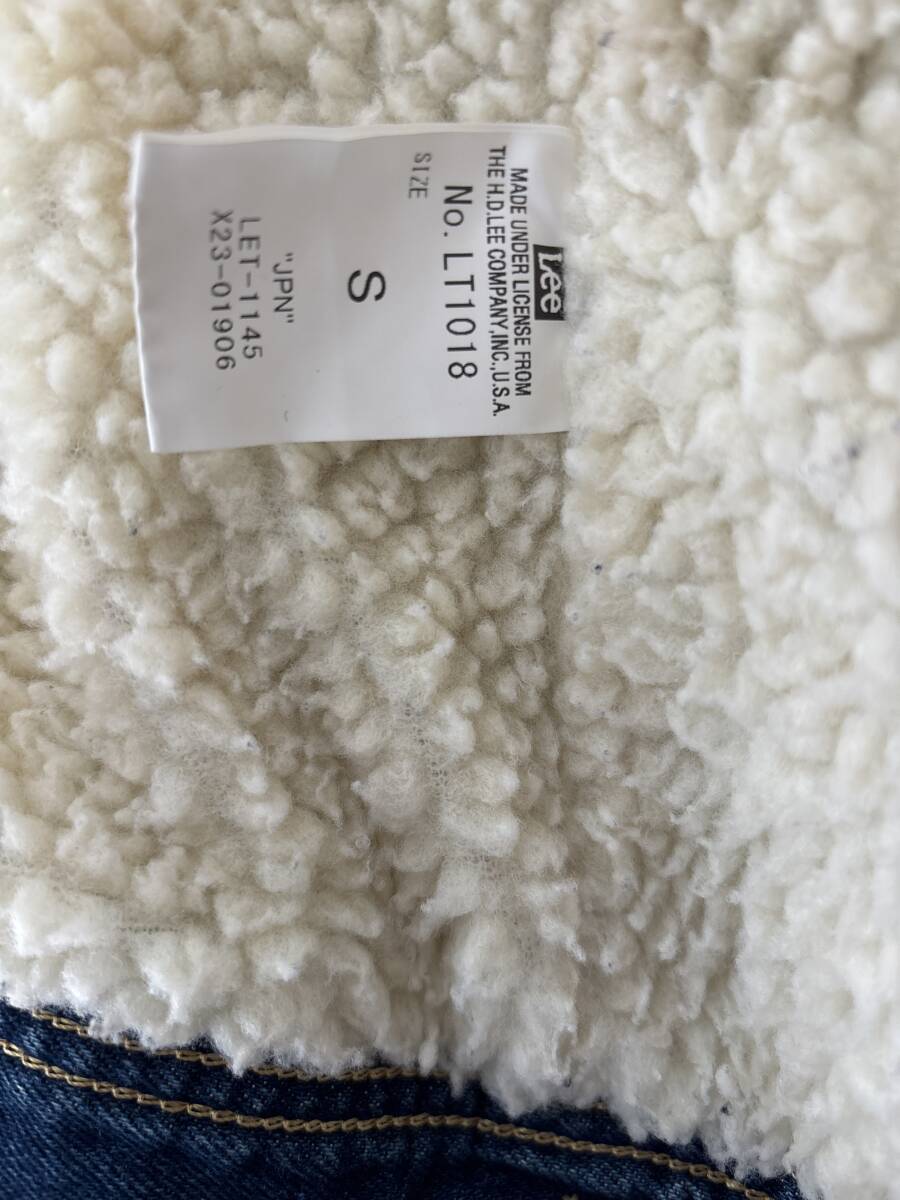 Lee
MADE UNDER LICENSE FROM
THE H.D.LEE COMPANY,INC.,U.S.A.
No. LT1018
SIZE
S
"JPN"
LET-1145
X23-01906